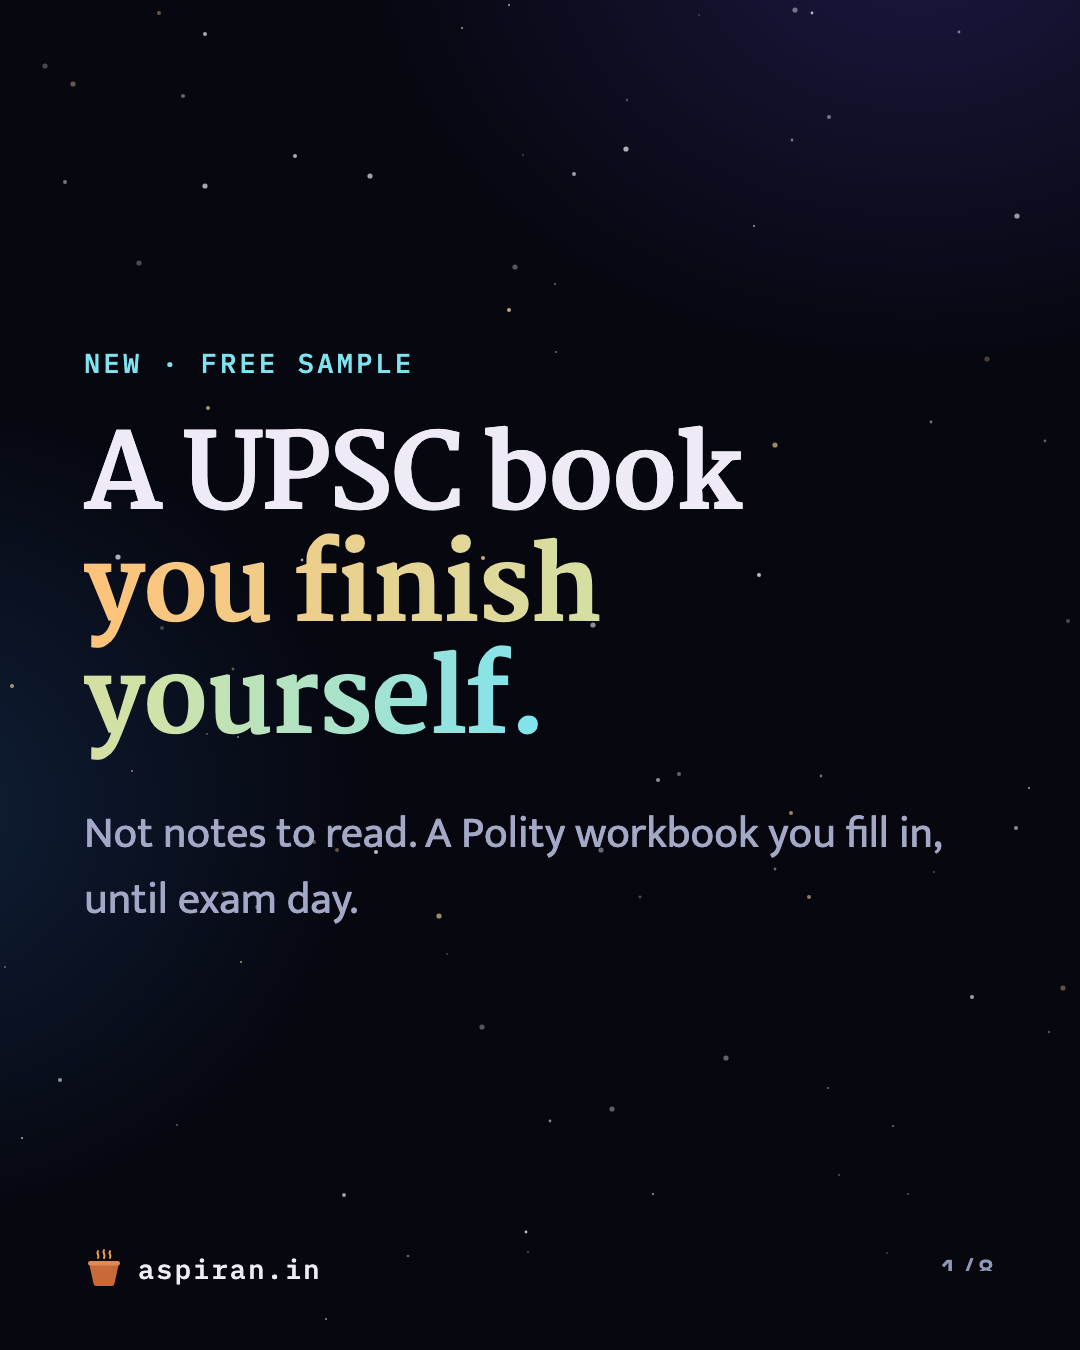 NEW · FREE SAMPLE
A UPSC book
you finish
yourself.
Not notes to read. A Polity workbook you fill in,
until exam day.
aspiran.in
1/8